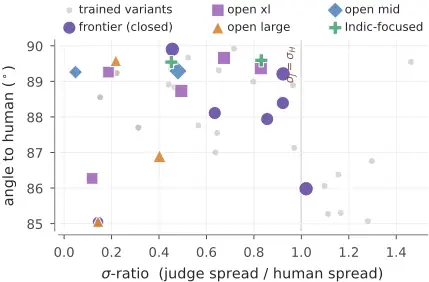 trained variants
open xl
open mid
frontier (closed)
open large
Indic-focused
90
89
88
87
86
85
angle to human (°)
σ_J = σ_H
0.0 0.2 0.4 0.6 0.8 1.0 1.2 1.4
σ-ratio (judge spread / human spread)